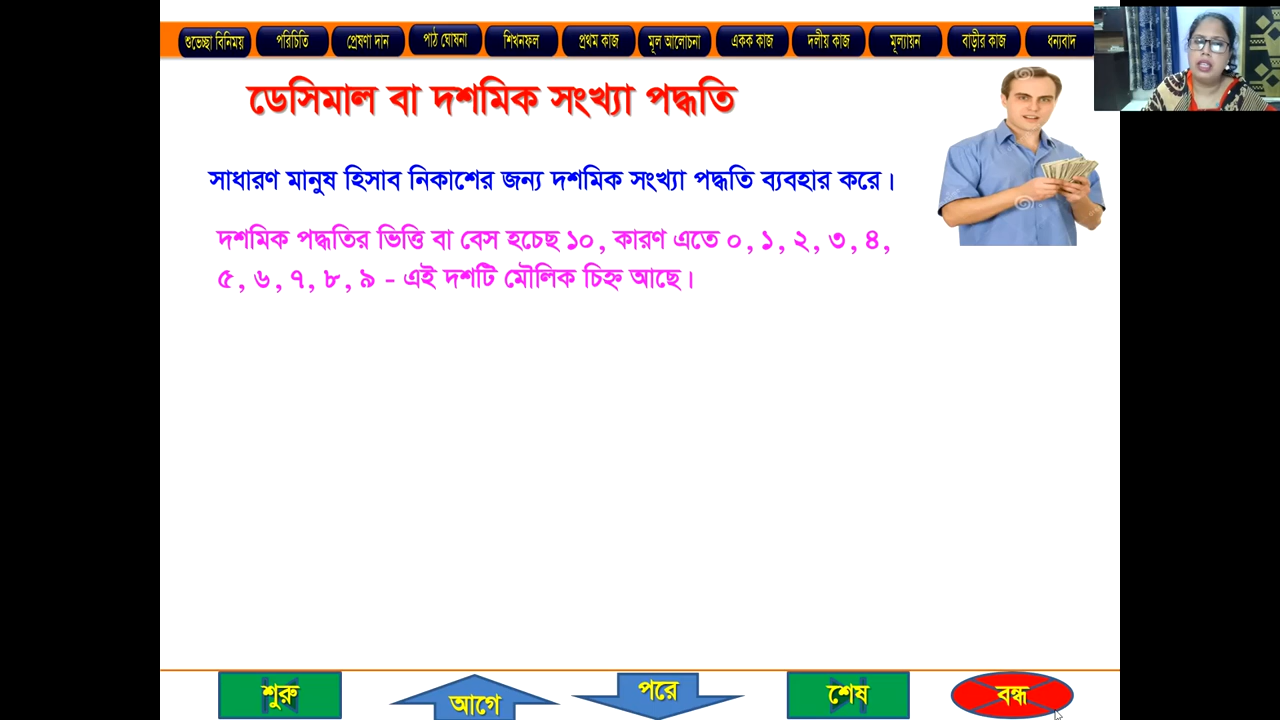 শুভেচ্ছা বিনিময় পরিচিতি প্রেষণা দান পাঠ ঘোষনা শিখনফল প্রথম কাজ মূল আলোচনা একক কাজ দলীয় কাজ মূল্যায়ন বাড়ীর কাজ ধন্যবাদ
ডেসিমাল বা দশমিক সংখ্যা পদ্ধতি
সাধারণ মানুষ হিসাব নিকাশের জন্য দশমিক সংখ্যা পদ্ধতি ব্যবহার করে।
দশমিক পদ্ধতির ভিত্তি বা বেস হচ্ছে ১০, কারণ এতে ০, ১, ২, ৩, ৪,
৫, ৬, ৭, ৮, ৯ - এই দশটি মৌলিক চিহ্ন আছে।
শুরু আগে পরে শেষ বন্ধ